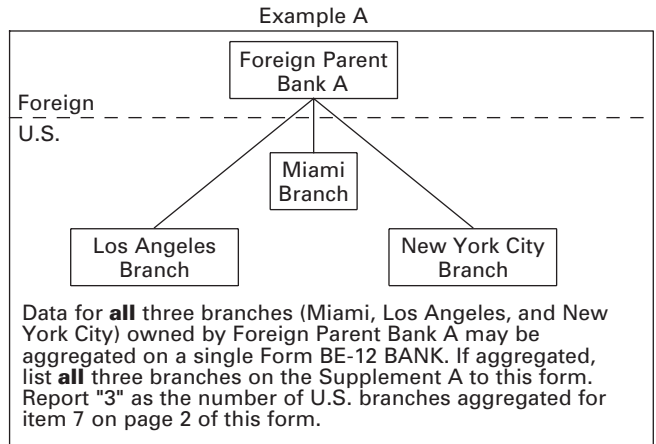 Example A
Foreign Parent
Bank A
Foreign
U.S.
Miami
Branch
Los Angeles
Branch
New York City
Branch
Data for all three branches (Miami, Los Angeles, and New
York City) owned by Foreign Parent Bank A may be
aggregated on a single Form BE-12 BANK. If aggregated,
list all three branches on the Supplement A to this form.
Report "3" as the number of U.S. branches aggregated for
item 7 on page 2 of this form.